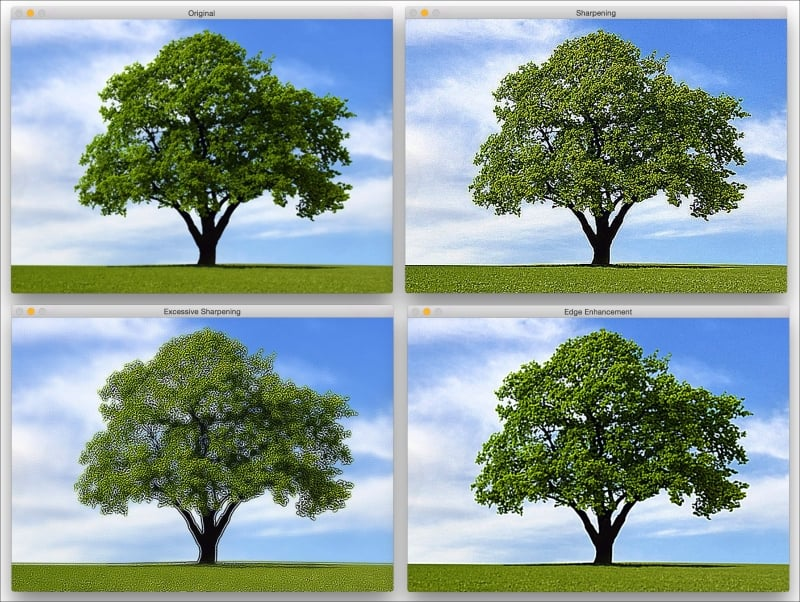 Original
Sharpening
Excessive Sharpening
Edge Enhancement